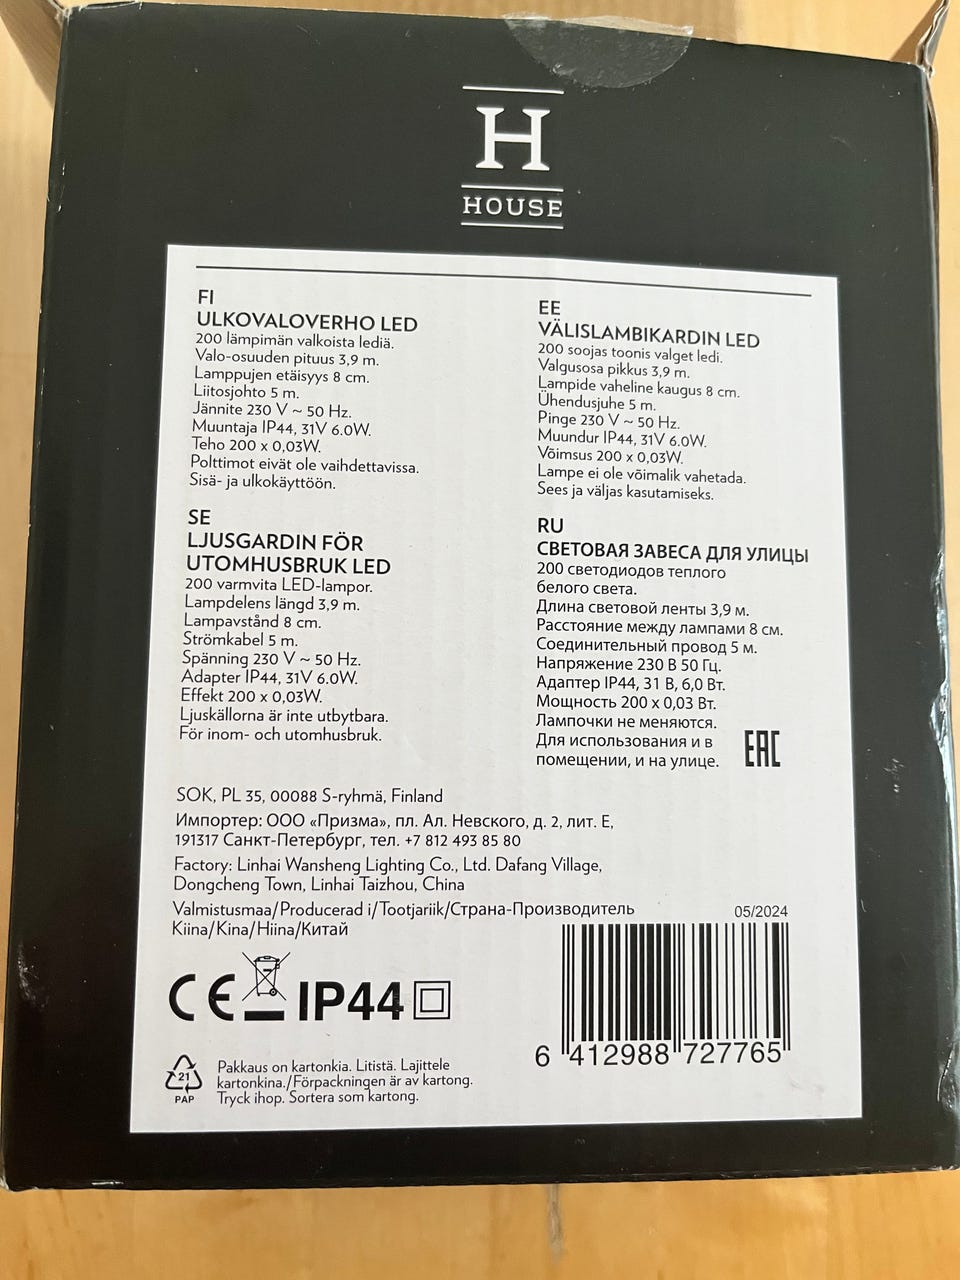 H
HOUSE
FI
ULKOVALOVERHO LED
200 lämpimän valkoista lediä.
Valo-osuuden pituus 3,9 m.
Lamppujen etäisyys 8 cm.
Liitosjohto 5 m.
Jännite 230 V ~ 50 Hz.
Muuntaja IP44, 31V 6.0W.
Teho 200 x 0,03W.
Polttimot eivät ole vaihdettavissa.
Sisä- ja ulkokäyttöön.
EE
VÄLISLAMBIKARDIN LED
200 soojas toonis valget ledi.
Valgusosa pikkus 3,9 m.
Lampide vaheline kaugus 8 cm.
Ühendusjuhe 5 m.
Pinge 230 V ~ 50 Hz.
Muundur IP44, 31V 6.0W.
Võimsus 200 x 0,03W.
Lampe ei ole võimalik vahetada.
Sees ja väljas kasutamiseks.
SE
LJUSGARDIN FÖR
UTOMHUSBRUK LED
200 varmvita LED-lampor.
Lampdelens längd 3,9 m.
Lampavstånd 8 cm.
Strömkabel 5 m.
Spänning 230 V ~ 50 Hz.
Adapter IP44, 31V 6.0W.
Effekt 200 x 0,03W.
Ljuskällorna är inte utbytbara.
För inom- och utomhusbruk.
RU
СВЕТОВАЯ ЗАВЕСА ДЛЯ УЛИЦЫ
200 светодиодов теплого
белого света.
Длина световой ленты 3,9 м.
Расстояние между лампами 8 см.
Соединительный провод 5 м.
Напряжение 230 В 50 Гц.
Адаптер IP44, 31 В, 6,0 Вт.
Мощность 200 x 0,03 Вт.
Лампочки не меняются.
Для использования и в
помещении, и на улице.
EAC
SOK, PL 35, 00088 S-ryhmä, Finland
Импортер: ООО «Призма», пл. Ал. Невского, д. 2, лит. Е,
191317 Санкт-Петербург, тел. +7 812 493 85 80
Factory: Linhai Wansheng Lighting Co., Ltd. Dafang Village,
Dongcheng Town, Linhai Taizhou, China
Valmistusmaa/Producerad i/Tootjariik/Страна-Производитель
Kiina/Kina/Hiina/Китай
05/2024
CE IP44
6 412988 727765
21
PAP
Pakkaus on kartonkia. Litistä. Lajittele
kartonkina./Förpackningen är av kartong.
Tryck ihop. Sortera som kartong.